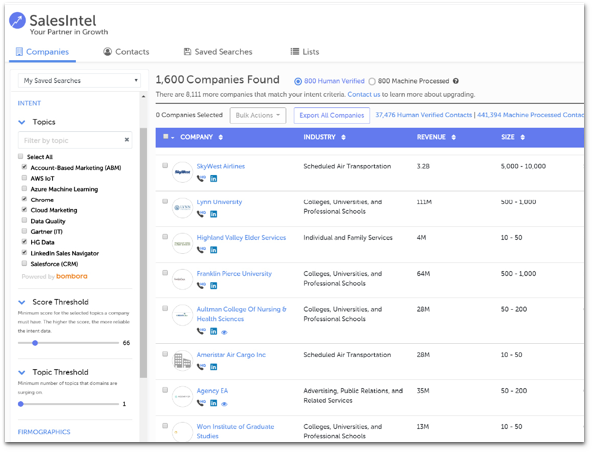 SalesIntel
Your Partner in Growth
Companies Contacts Saved Searches Lists
My Saved Searches
INTENT
Topics
Filter by topic
Select All
Account-Based Marketing (ABM)
AWS IoT
Azure Machine Learning
Chrome
Cloud Marketing
Data Quality
Gartner (IT)
HG Data
LinkedIn Sales Navigator
Salesforce (CRM)
Powered by bombora
Score Threshold
Minimum score for the selected topics a company
must have. The higher the score, the more reliable
the intent data.
66
Topic Threshold
Minimum number of topics that domains are
surging on.
1
FIRMOGRAPHICS
1,600 Companies Found 800 Human Verified 800 Machine Processed
There are 8,111 more companies that match your intent criteria. Contact us to learn more about upgrading.
0 Companies Selected Bulk Actions Export All Companies 37,476 Human Verified Contacts | 441,394 Machine Processed Contac
COMPANY INDUSTRY REVENUE SIZE
SkyWest Airlines Scheduled Air Transportation 3.2B 5,000 - 10,000
Lynn University Colleges, Universities, and 111M 500 - 1,000
Professional Schools
Highland Valley Elder Services Individual and Family Services 4M 10 - 50
Franklin Pierce University Colleges, Universities, and 64M 500 - 1,000
Professional Schools
Aultman College Of Nursing & Colleges, Universities, and 28M 50 - 200
Health Sciences Professional Schools
Ameristar Air Cargo Inc Scheduled Air Transportation 28M 10 - 50
Agency EA Advertising, Public Relations, and 35M 50 - 200
Related Services
Won Institute of Graduate Colleges, Universities, and 13M 10 - 50
Studies Professional Schools